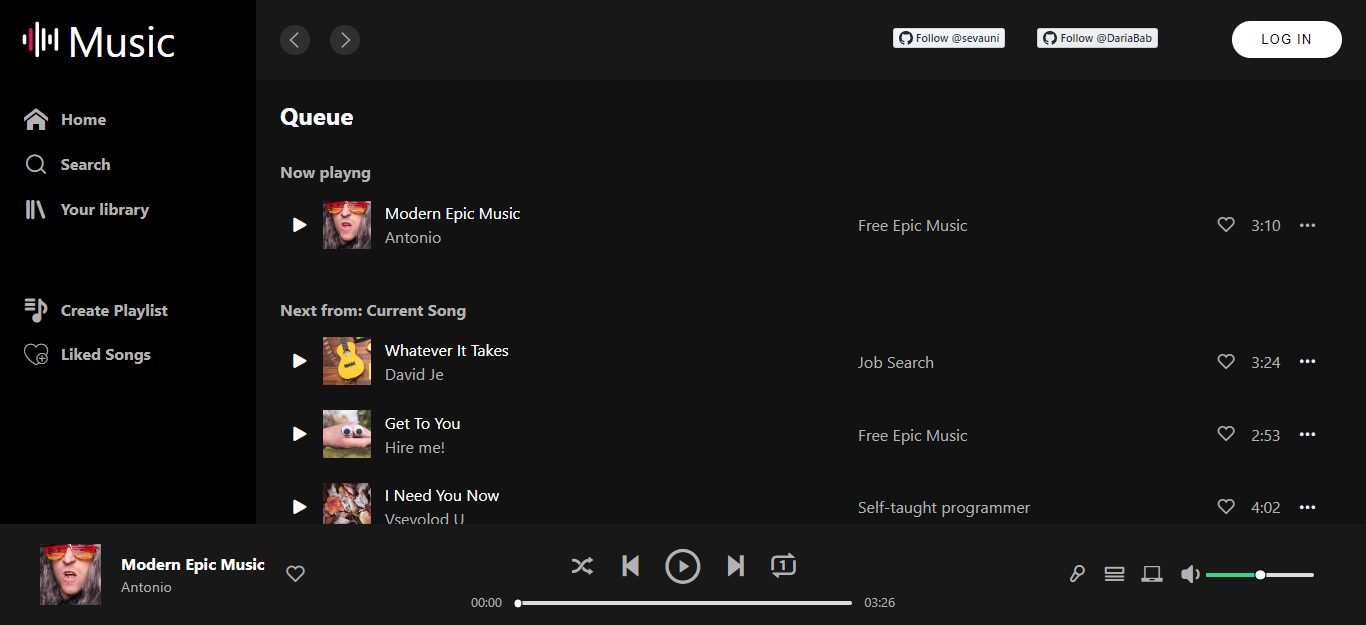 Music
Follow @sevauni
Follow @DariaBab
LOG IN
Home
Search
Your library
Create Playlist
Liked Songs
Queue
Now playng
Modern Epic Music
Antonio
Free Epic Music
3:10
Next from: Current Song
Whatever It Takes
David Je
Job Search
3:24
Get To You
Hire me!
Free Epic Music
2:53
I Need You Now
Vsevolod U
Self-taught programmer
4:02
Modern Epic Music
Antonio
1
00:00
03:26